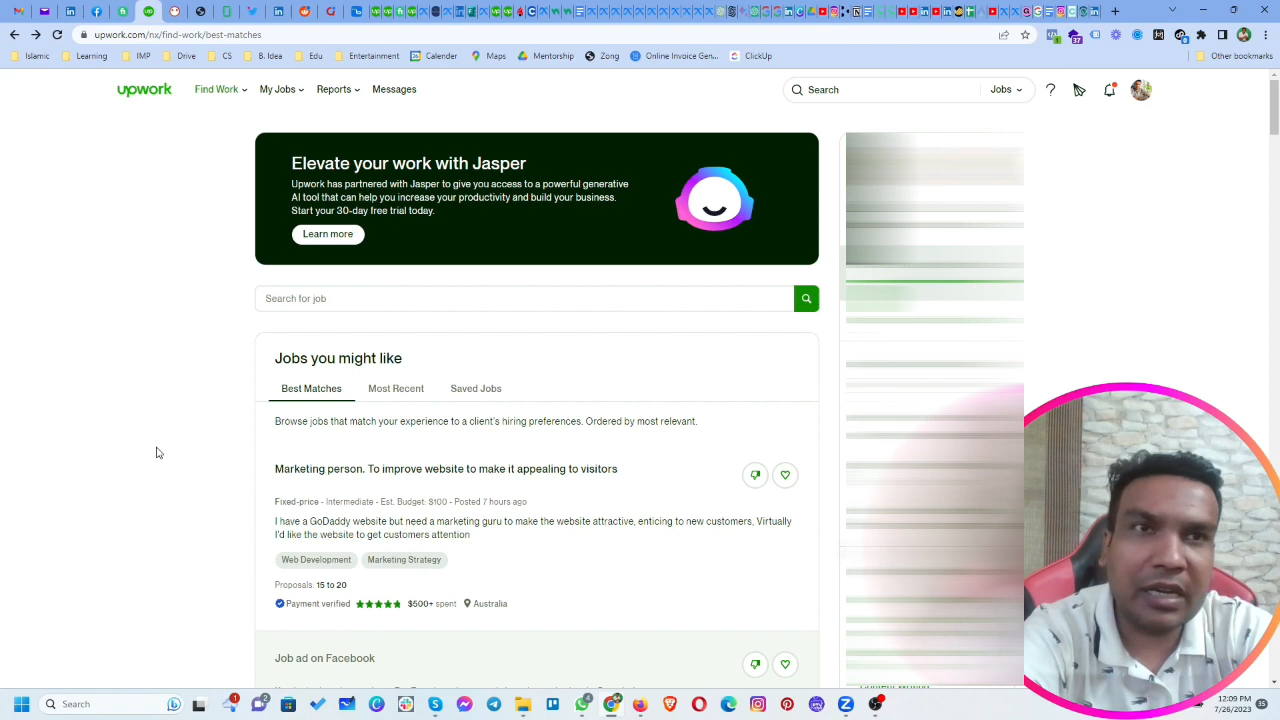 upwork.com/nx/find-work/best-matches
Islamic Learning IMP Drive CS B. Idea Edu Entertainment Calendar Maps Mentorship Zong Online Invoice Gen... ClickUp Other bookmarks
upwork Find Work My Jobs Reports Messages Search Jobs
Elevate your work with Jasper
Upwork has partnered with Jasper to give you access to a powerful generative
AI tool that can help you increase your productivity and build your business.
Start your 30-day free trial today.
Learn more
Search for job
Jobs you might like
Best Matches Most Recent Saved Jobs
Browse jobs that match your experience to a client's hiring preferences. Ordered by most relevant.
Marketing person. To improve website to make it appealing to visitors
Fixed-price - Intermediate - Est. Budget: $100 - Posted 7 hours ago
I have a GoDaddy website but need a marketing guru to make the website attractive, enticing to new customers, Virtually
I'd like the website to get customers attention
Web Development Marketing Strategy
Proposals: 15 to 20
Payment verified $500+ spent Australia
Job ad on Facebook
Search
12:09 PM
7/26/2023
35